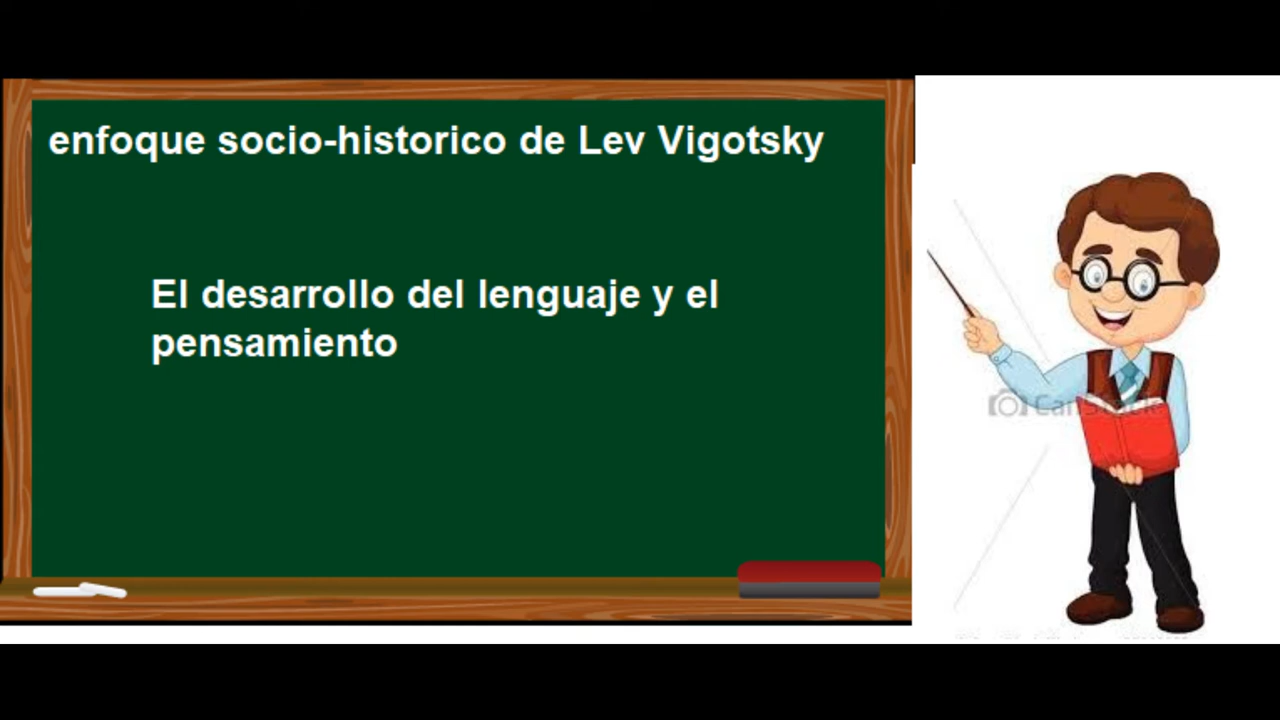 enfoque socio-historico de Lev Vigotsky
El desarrollo del lenguaje y el
pensamiento